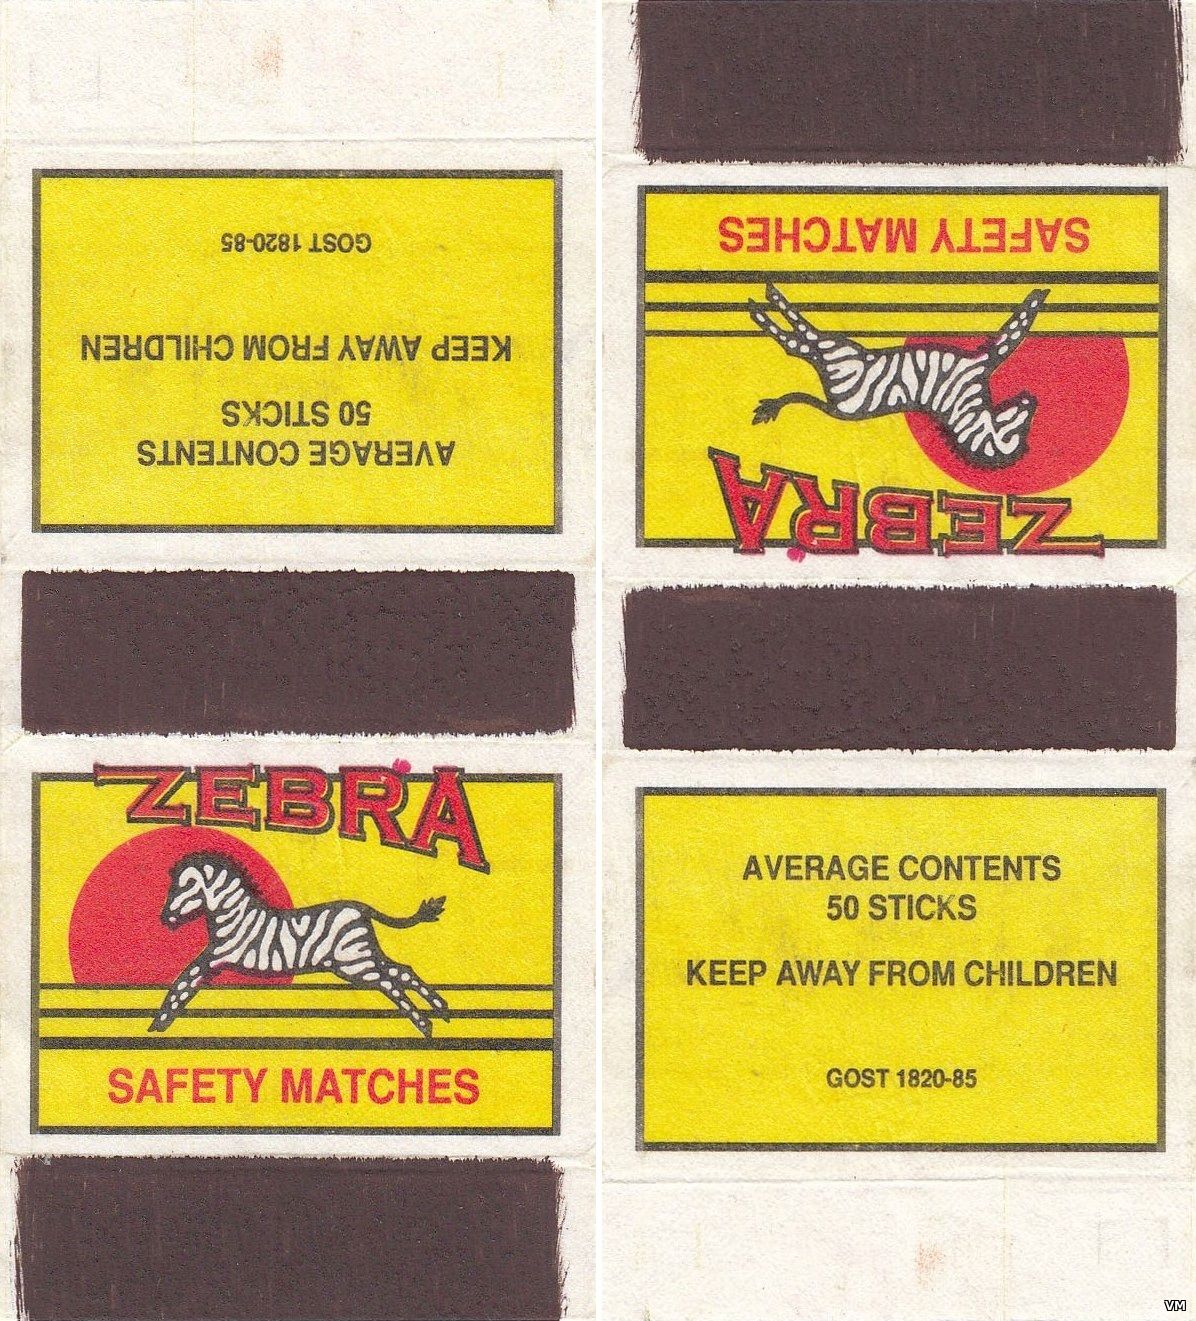 GOST 1820-85
KEEP AWAY FROM CHILDREN
50 STICKS
AVERAGE CONTENTS
ZEBRA
SAFETY MATCHES
SAFETY MATCHES
ZEBRA
AVERAGE CONTENTS
50 STICKS
KEEP AWAY FROM CHILDREN
GOST 1820-85
VM